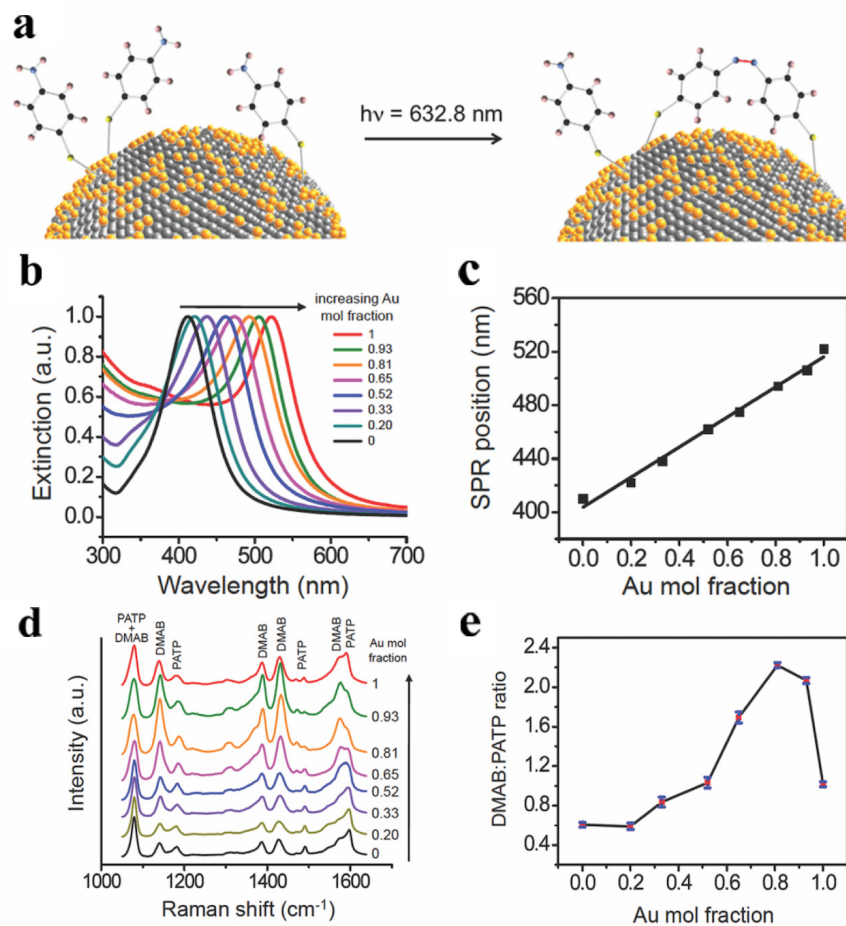 a
hν = 632.8 nm
b
Extinction (a.u.)
1.0
0.8
0.6
0.4
0.2
0.0
300
400
500
600
700
Wavelength (nm)
increasing Au
mol fraction
1
0.93
0.81
0.65
0.52
0.33
0.20
0
c
SPR position (nm)
560
520
480
440
400
0.0
0.2
0.4
0.6
0.8
1.0
Au mol fraction
d
Intensity (a.u.)
PATP
+
DMAB
DMAB
PATP
DMAB
DMAB
PATP
DMAB
PATP
Au mol
fraction
1
0.93
0.81
0.65
0.52
0.33
0.20
0
1000
1200
1400
1600
Raman shift (cm-1)
e
DMAB:PATP ratio
2.4
2.0
1.6
1.2
0.8
0.4
0.0
0.2
0.4
0.6
0.8
1.0
Au mol fraction